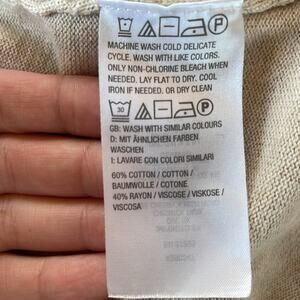 MACHINE WASH COLD DELICATE
CYCLE. WASH WITH LIKE COLORS.
ONLY NON-CHLORINE BLEACH WHEN
NEEDED. LAY FLAT TO DRY. COOL
IRON IF NEEDED. OR DRY CLEAN
30 P
GB: WASH WITH SIMILAR COLOURS
D: MIT ÄHNLICHEN FARBEN
WASCHEN
I: LAVARE CON COLORI SIMILARI
60% COTTON / COTTON /
BAUMWOLLE / COTONE
40% RAYON / VISCOSE / VISKOSE /
VISCOSA